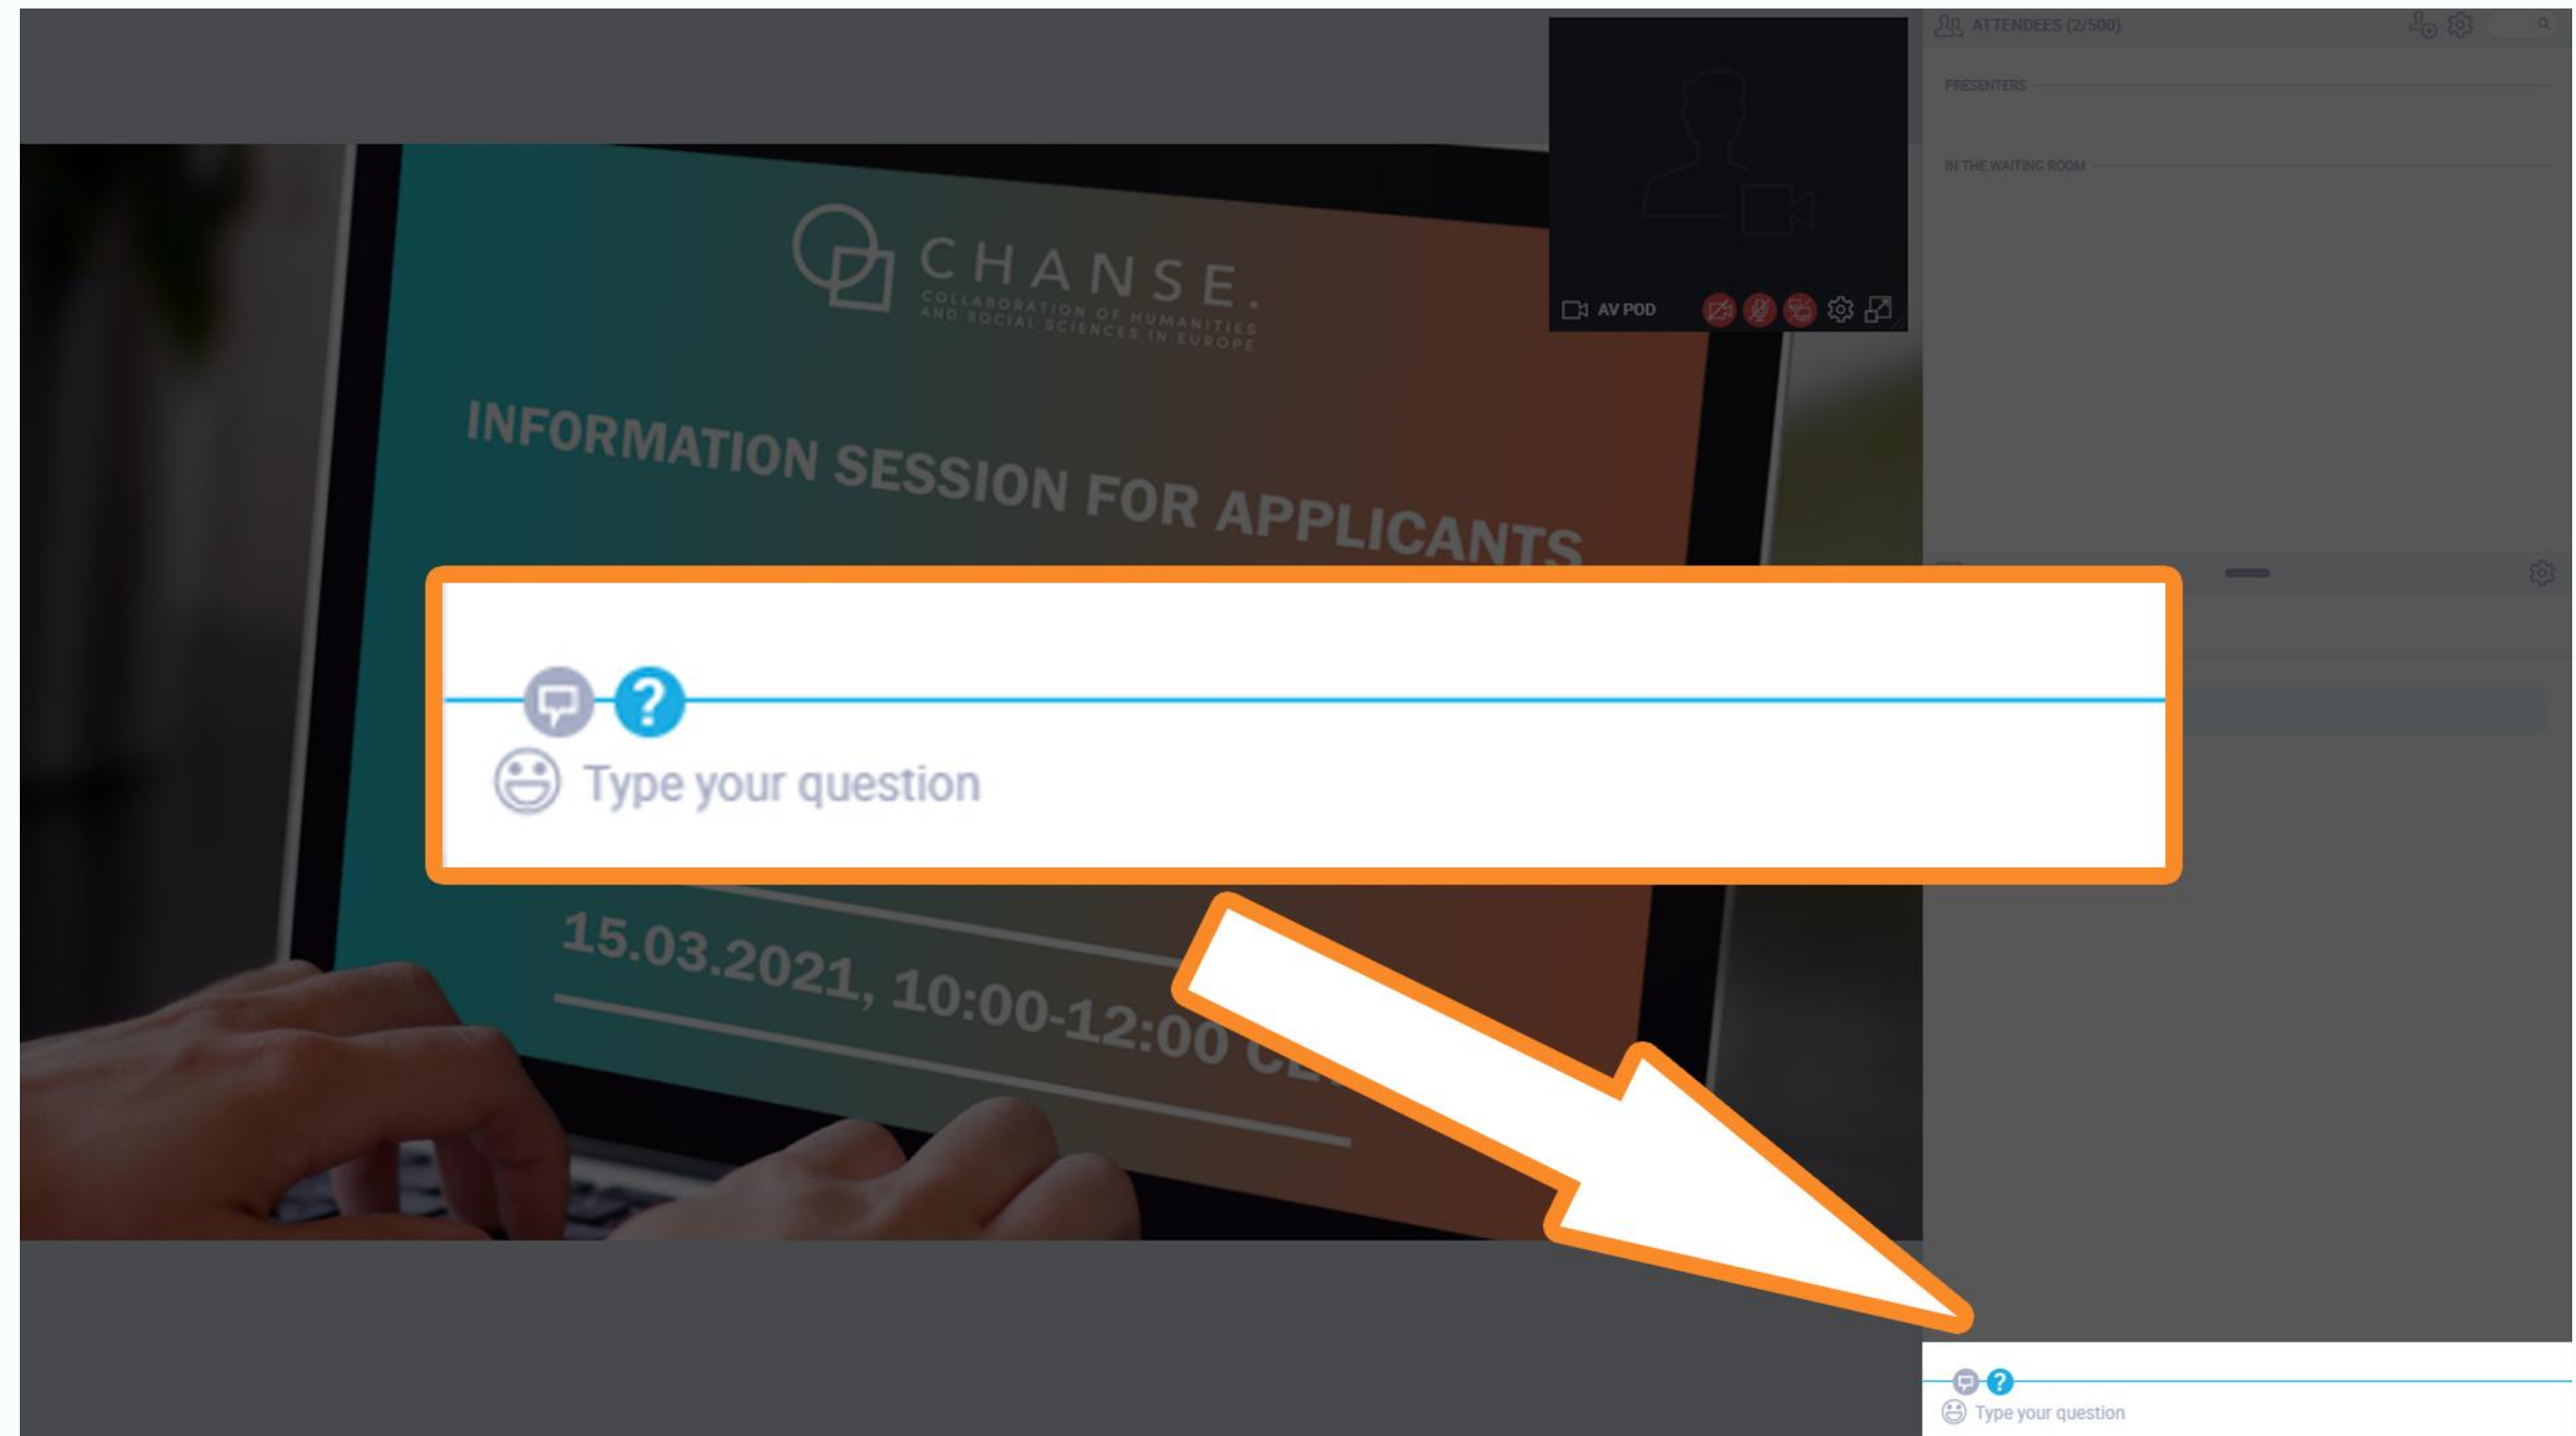 ATTENDEES (2/500)
PRESENTERS
IN THE WAITING ROOM
AV POD
CHANSE.
COLLABORATION OF HUMANITIES
AND SOCIAL SCIENCES IN EUROPE
INFORMATION SESSION FOR APPLICANTS
?
Type your question
15.03.2021, 10:00-12:00
?
Type your question